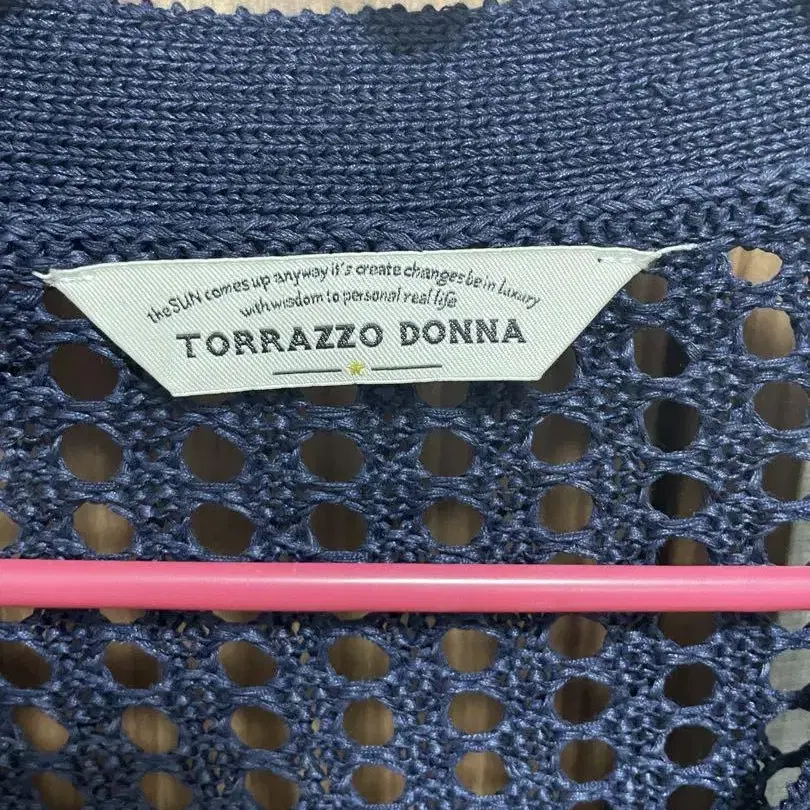 the SUN comes up anyway it's create changes be in luxury
with wisdom to personal real life
TORRAZZO DONNA